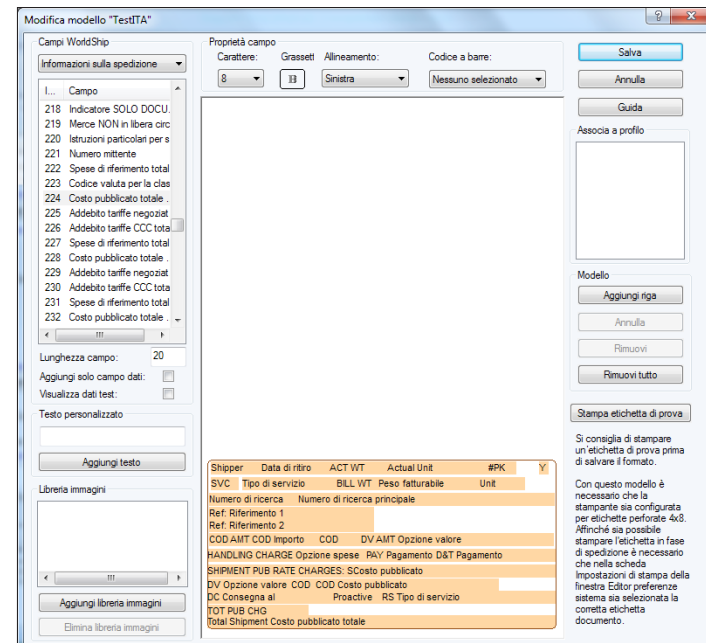 Modifica modello "TestITA"
Campi WorldShip
Informazioni sulla spedizione
I... Campo
218 Indicatore SOLO DOCU.
219 Merce NON in libera circ
220 Istruzioni particolari per s
221 Numero mittente
222 Spese di riferimento total
223 Codice valuta per la clas
224 Costo pubblicato totale .
225 Addebito tariffe negoziat
226 Addebito tariffe CCC tota
227 Spese di riferimento total
228 Costo pubblicato totale .
229 Addebito tariffe negoziat
230 Addebito tariffe CCC tota
231 Spese di riferimento total
232 Costo pubblicato totale .
Lunghezza campo: 20
Aggiungi solo campo dati:
Visualizza dati test:
Testo personalizzato
Aggiungi testo
Libreria immagini
Aggiungi libreria immagini
Elimina libreria immagini
Proprietà campo
Carattere: Grassett Allineamento: Codice a barre:
8 B Sinistra Nessuno selezionato
Shipper Data di ritiro ACT WT Actual Unit #PK Y
SVC Tipo di servizio BILL WT Peso fatturabile Unit
Numero di ricerca Numero di ricerca principale
Ref: Riferimento 1
Ref: Riferimento 2
COD AMT COD Importo COD DV AMT Opzione valore
HANDLING CHARGE Opzione spese PAY Pagamento D&T Pagamento
SHIPMENT PUB RATE CHARGES: SCosto pubblicato
DV Opzione valore COD COD Costo pubblicato
DC Consegna al Proactive RS Tipo di servizio
TOT PUB CHG
Total Shipment Costo pubblicato totale
Salva
Annulla
Guida
Associa a profilo
Modello
Aggiungi riga
Annulla
Rimuovi
Rimuovi tutto
Stampa etichetta di prova
Si consiglia di stampare
un'etichetta di prova prima
di salvare il formato.
Con questo modello è
necessario che la
stampante sia configurata
per etichette perforate 4x8.
Affinché sia possibile
stampare l'etichetta in fase
di spedizione è necessario
che nella scheda
Impostazioni di stampa della
finestra Editor preferenze
sistema sia selezionata la
corretta etichetta
documento.